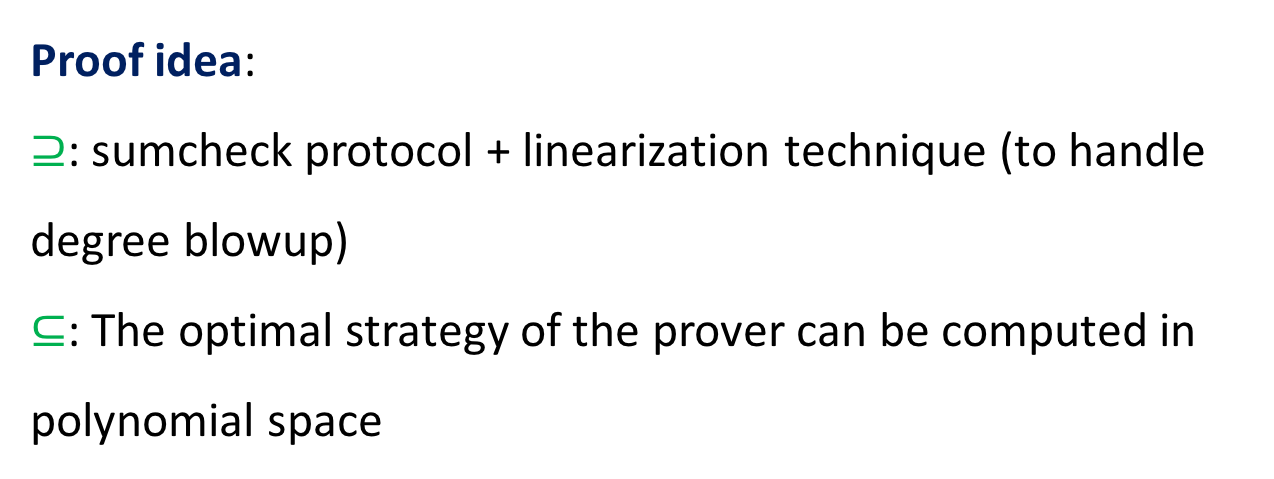 Proof idea:
⊇: sumcheck protocol + linearization technique (to handle
degree blowup)
⊆: The optimal strategy of the prover can be computed in
polynomial space